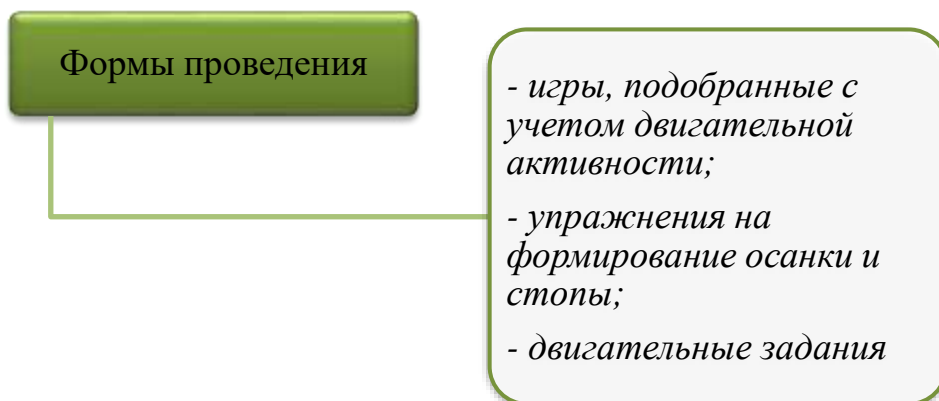 Формы проведения
- игры, подобранные с
учетом двигательной
активности;
- упражнения на
формирование осанки и
стопы;
- двигательные задания